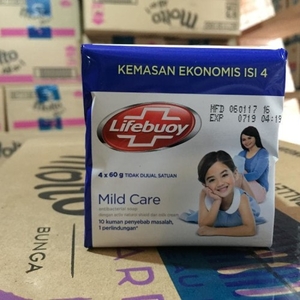 KEMASAN EKONOMIS ISI 4
MFD 060117 16
EXP 0719 04:19
Lifebuoy
4 x 60 g TIDAK DIJUAL SATUAN
Mild Care
10 kuman penyebab masalah,
1 perlindungan*
Molto
BUNGA